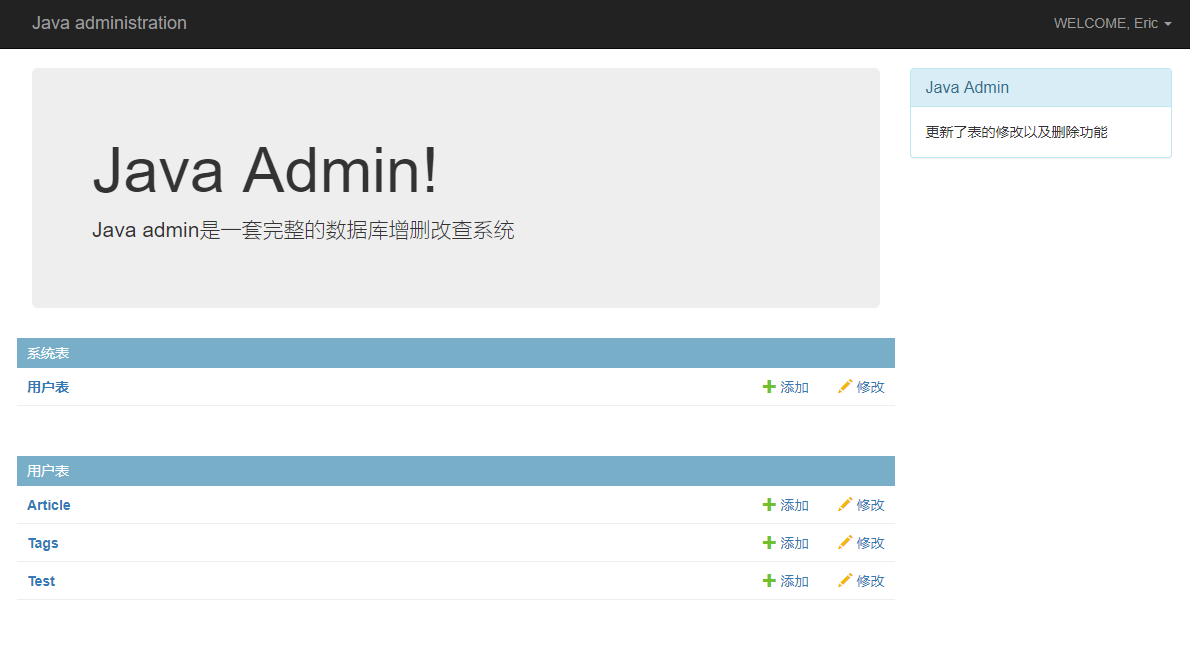 Java administration
WELCOME, Eric
Java Admin!
Java admin是一套完整的数据库增删改查系统
Java Admin
更新了表的修改以及删除功能
系统表
用户表 添加 修改
用户表
Article 添加 修改
Tags 添加 修改
Test 添加 修改